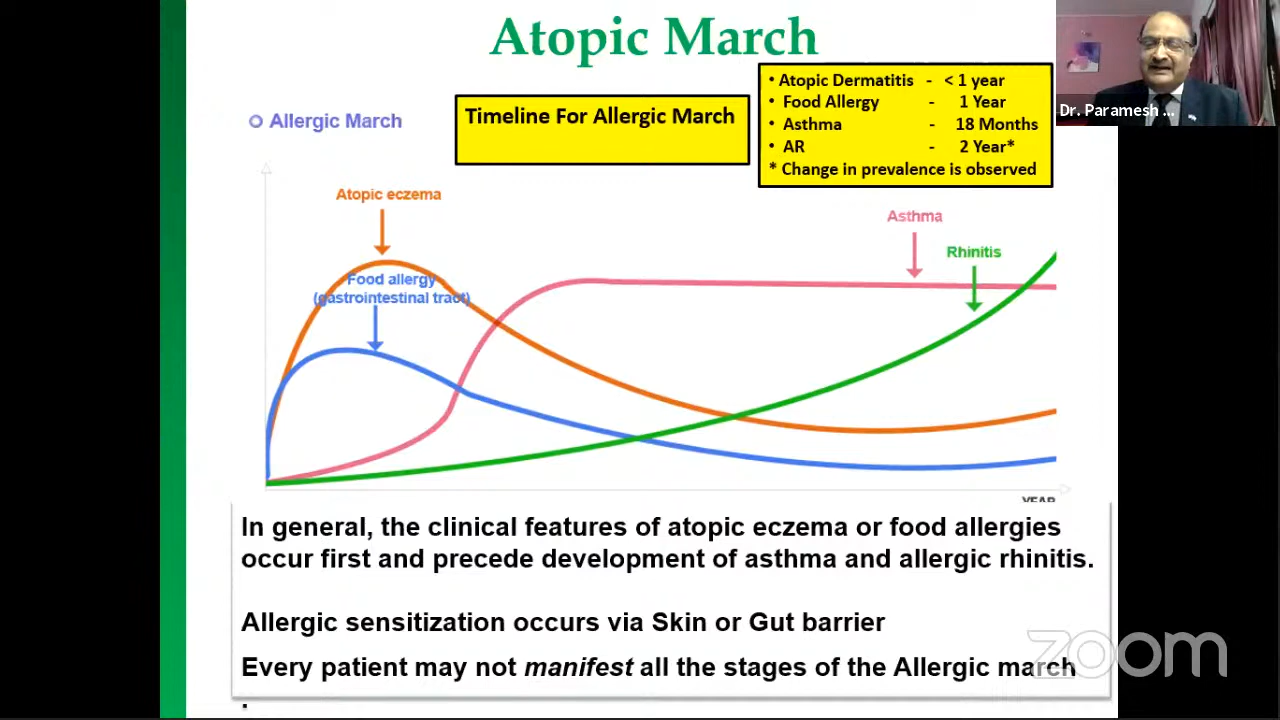 Atopic March
Dr. Paramesh ...
• Atopic Dermatitis - < 1 year
• Food Allergy - 1 Year
• Asthma - 18 Months
• AR - 2 Year*
* Change in prevalence is observed
Timeline For Allergic March
Allergic March
Atopic eczema
Asthma
Rhinitis
Food allergy
(gastrointestinal tract)
YEAR
In general, the clinical features of atopic eczema or food allergies
occur first and precede development of asthma and allergic rhinitis.
Allergic sensitization occurs via Skin or Gut barrier
Every patient may not manifest all the stages of the Allergic march
.
zoom